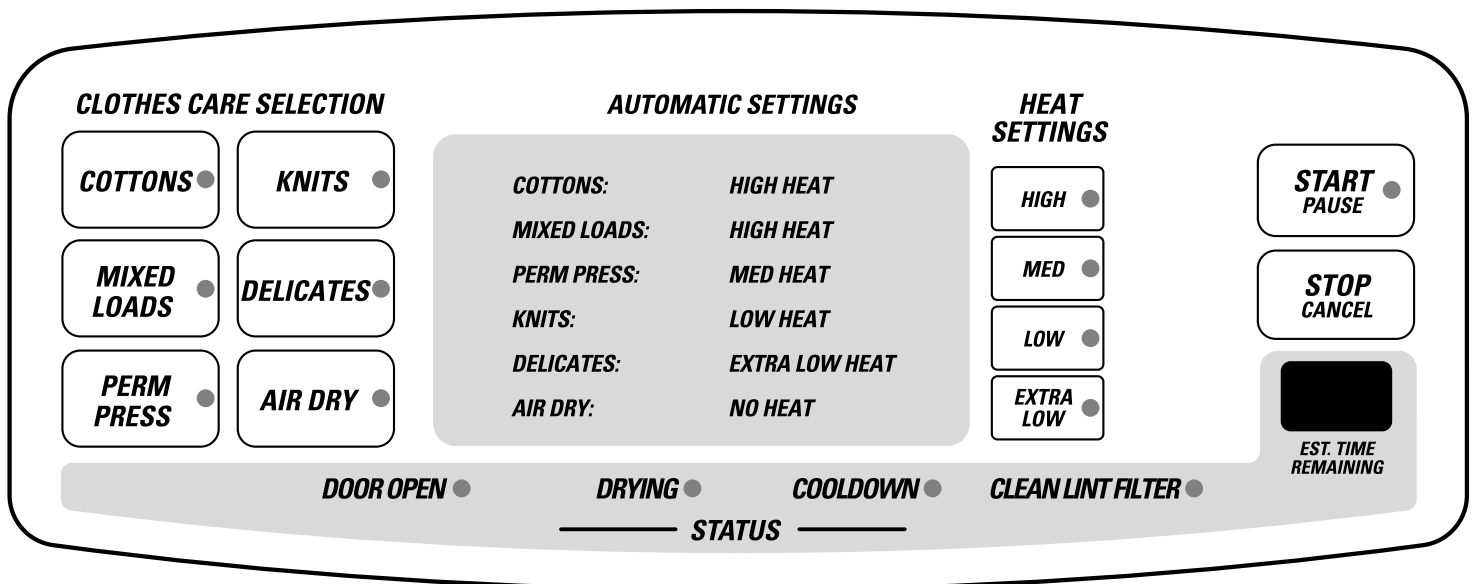 CLOTHES CARE SELECTION
COTTONS
KNITS
MIXED
LOADS
DELICATES
PERM
PRESS
AIR DRY
AUTOMATIC SETTINGS
COTTONS: HIGH HEAT
MIXED LOADS: HIGH HEAT
PERM PRESS: MED HEAT
KNITS: LOW HEAT
DELICATES: EXTRA LOW HEAT
AIR DRY: NO HEAT
HEAT
SETTINGS
HIGH
MED
LOW
EXTRA
LOW
START
PAUSE
STOP
CANCEL
EST. TIME
REMAINING
DOOR OPEN
DRYING
COOLDOWN
CLEAN LINT FILTER
STATUS